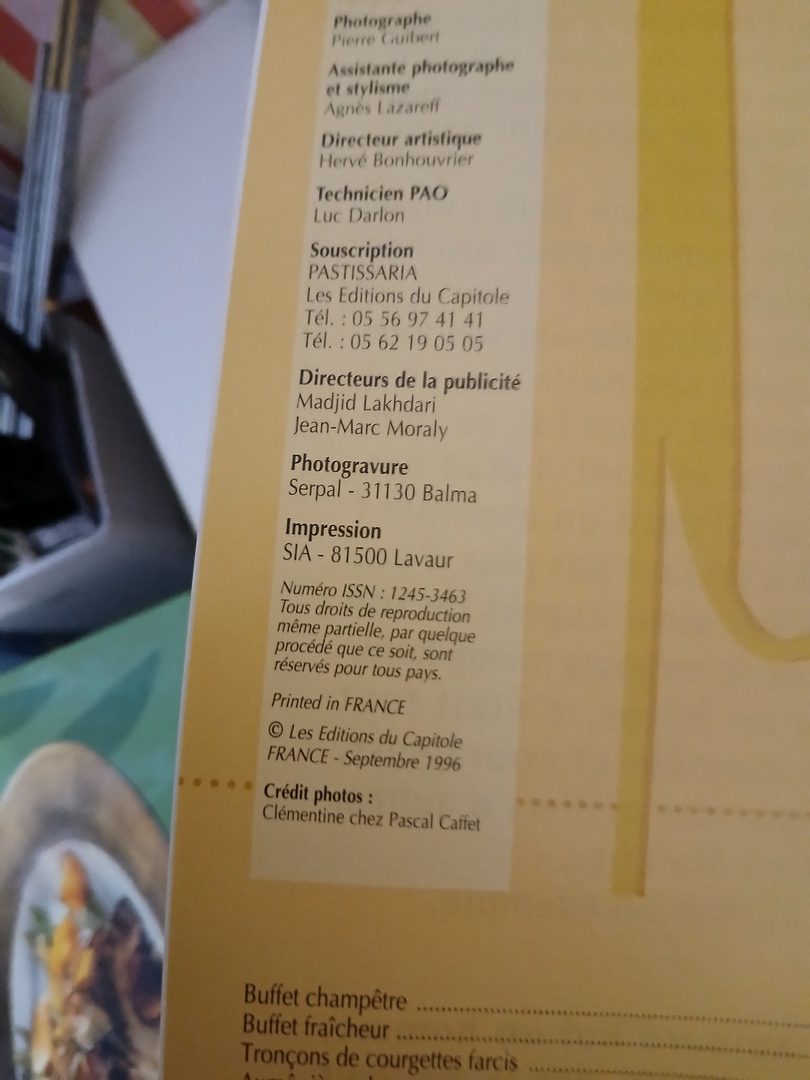 Photographe
Pierre Guibert
Assistante photographe
et stylisme
Agnès Lazareff
Directeur artistique
Hervé Bonhouvrier
Technicien PAO
Luc Darlon
Souscription
PASTISSARIA
Les Editions du Capitole
Tél. : 05 56 97 41 41
Tél. : 05 62 19 05 05
Directeurs de la publicité
Madjid Lakhdari
Jean-Marc Moraly
Photogravure
Serpal - 31130 Balma
Impression
SIA - 81500 Lavaur
Numéro ISSN : 1245-3463
Tous droits de reproduction
même partielle, par quelque
procédé que ce soit, sont
réservés pour tous pays.
Printed in FRANCE
© Les Editions du Capitole
FRANCE - Septembre 1996
Crédit photos :
Clémentine chez Pascal Caffet
Buffet champêtre
Buffet fraîcheur
Tronçons de courgettes farcis